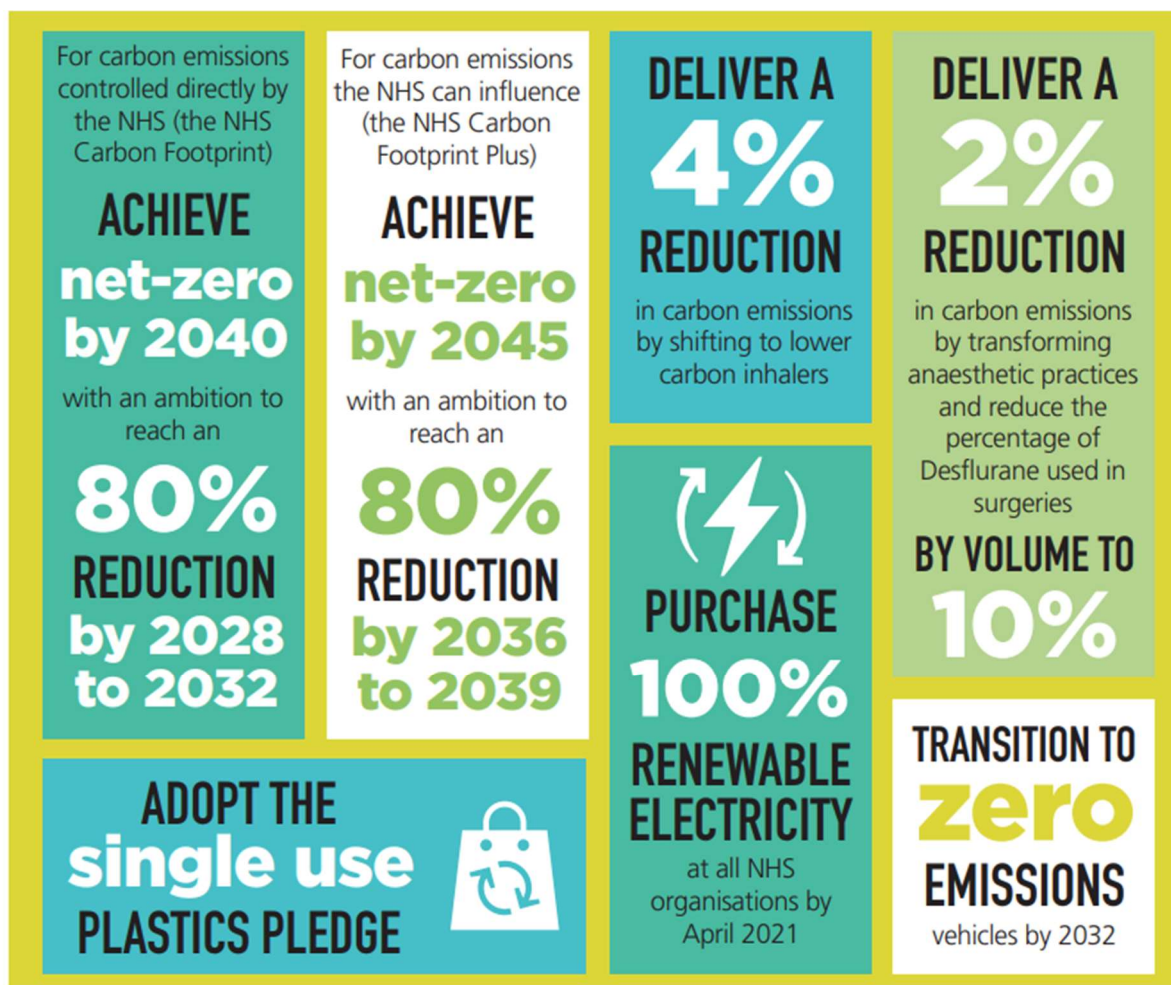 For carbon emissions
controlled directly by
the NHS (the NHS
Carbon Footprint)
ACHIEVE
net-zero
by 2040
with an ambition to
reach an
80%
REDUCTION
by 2028
to 2032
For carbon emissions
the NHS can influence
(the NHS Carbon
Footprint Plus)
ACHIEVE
net-zero
by 2045
with an ambition to
reach an
80%
REDUCTION
by 2036
to 2039
DELIVER A
4%
REDUCTION
in carbon emissions
by shifting to lower
carbon inhalers
DELIVER A
2%
REDUCTION
in carbon emissions
by transforming
anaesthetic practices
and reduce the
percentage of
Desflurane used in
surgeries
BY VOLUME TO
10%
PURCHASE
100%
RENEWABLE
ELECTRICITY
at all NHS
organisations by
April 2021
TRANSITION TO
zero
EMISSIONS
vehicles by 2032
ADOPT THE
single use
PLASTICS PLEDGE